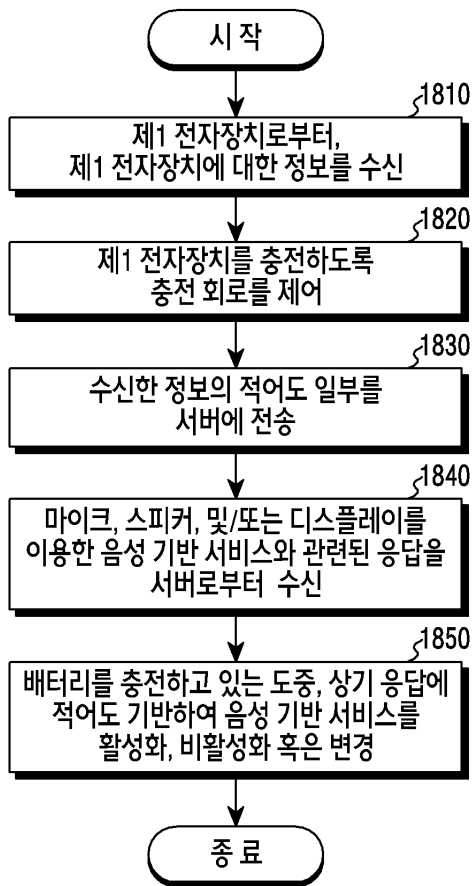 시작
1810
제1 전자장치로부터,
제1 전자장치에 대한 정보를 수신
1820
제1 전자장치를 충전하도록
충전 회로를 제어
1830
수신한 정보의 적어도 일부를
서버에 전송
1840
마이크, 스피커, 및/또는 디스플레이를
이용한 음성 기반 서비스와 관련된 응답을
서버로부터 수신
1850
배터리를 충전하고 있는 도중, 상기 응답에
적어도 기반하여 음성 기반 서비스를
활성화, 비활성화 혹은 변경
종료